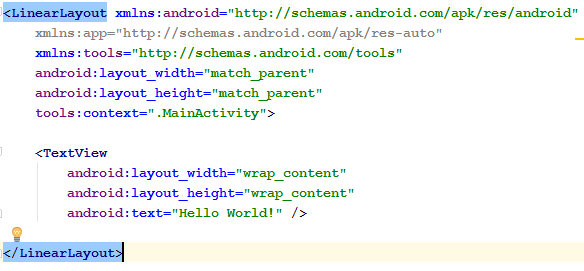 <LinearLayout xmlns:android="http://schemas.android.com/apk/res/android"
    xmlns:app="http://schemas.android.com/apk/res-auto"
    xmlns:tools="http://schemas.android.com/tools"
    android:layout_width="match_parent"
    android:layout_height="match_parent"
    tools:context=".MainActivity">

    <TextView
        android:layout_width="wrap_content"
        android:layout_height="wrap_content"
        android:text="Hello World!" />

</LinearLayout>